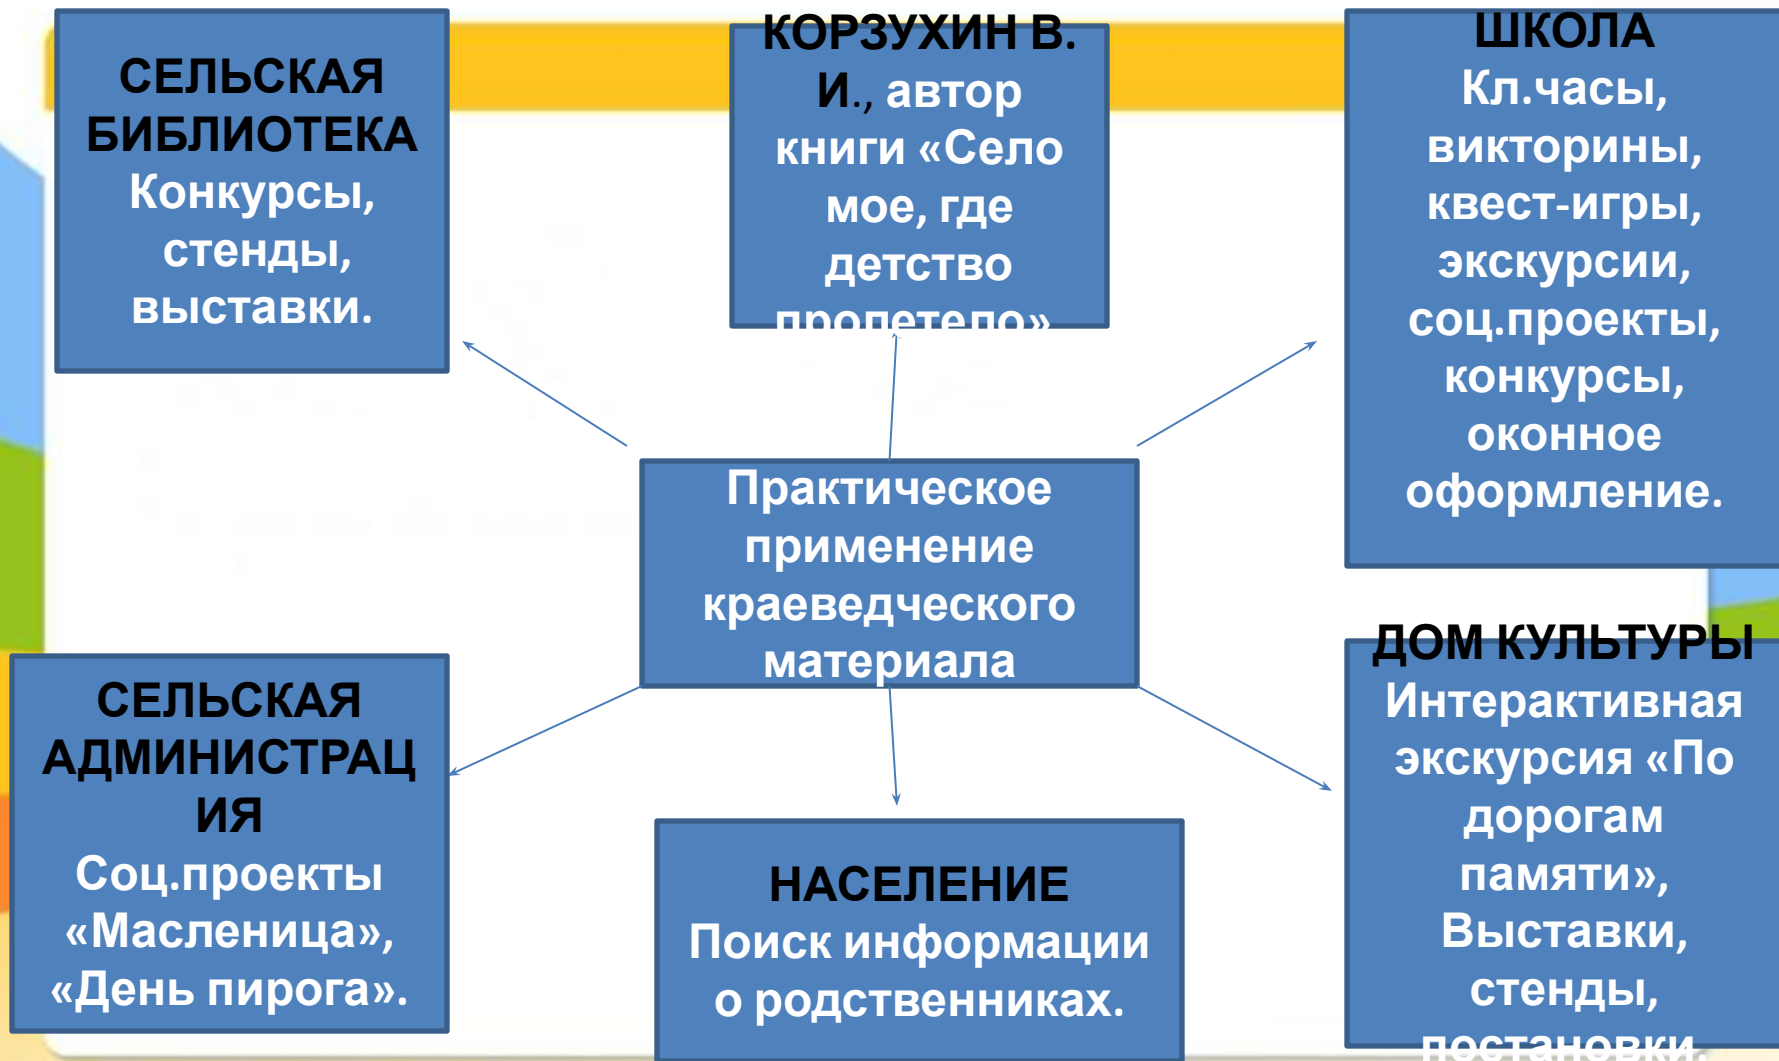 СЕЛЬСКАЯ
БИБЛИОТЕКА
Конкурсы,
стенды,
выставки.
КОРЗУХИН В.
И., автор
книги «Село
мое, где
детство
пролетело»
ШКОЛА
Кл.часы,
викторины,
квест-игры,
экскурсии,
соц.проекты,
конкурсы,
оконное
оформление.
Практическое
применение
краеведческого
материала
СЕЛЬСКАЯ
АДМИНИСТРАЦ
ИЯ
Соц.проекты
«Масленица»,
«День пирога».
НАСЕЛЕНИЕ
Поиск информации
о родственниках.
ДОМ КУЛЬТУРЫ
Интерактивная
экскурсия «По
дорогам
памяти»,
Выставки,
стенды,
постановки.